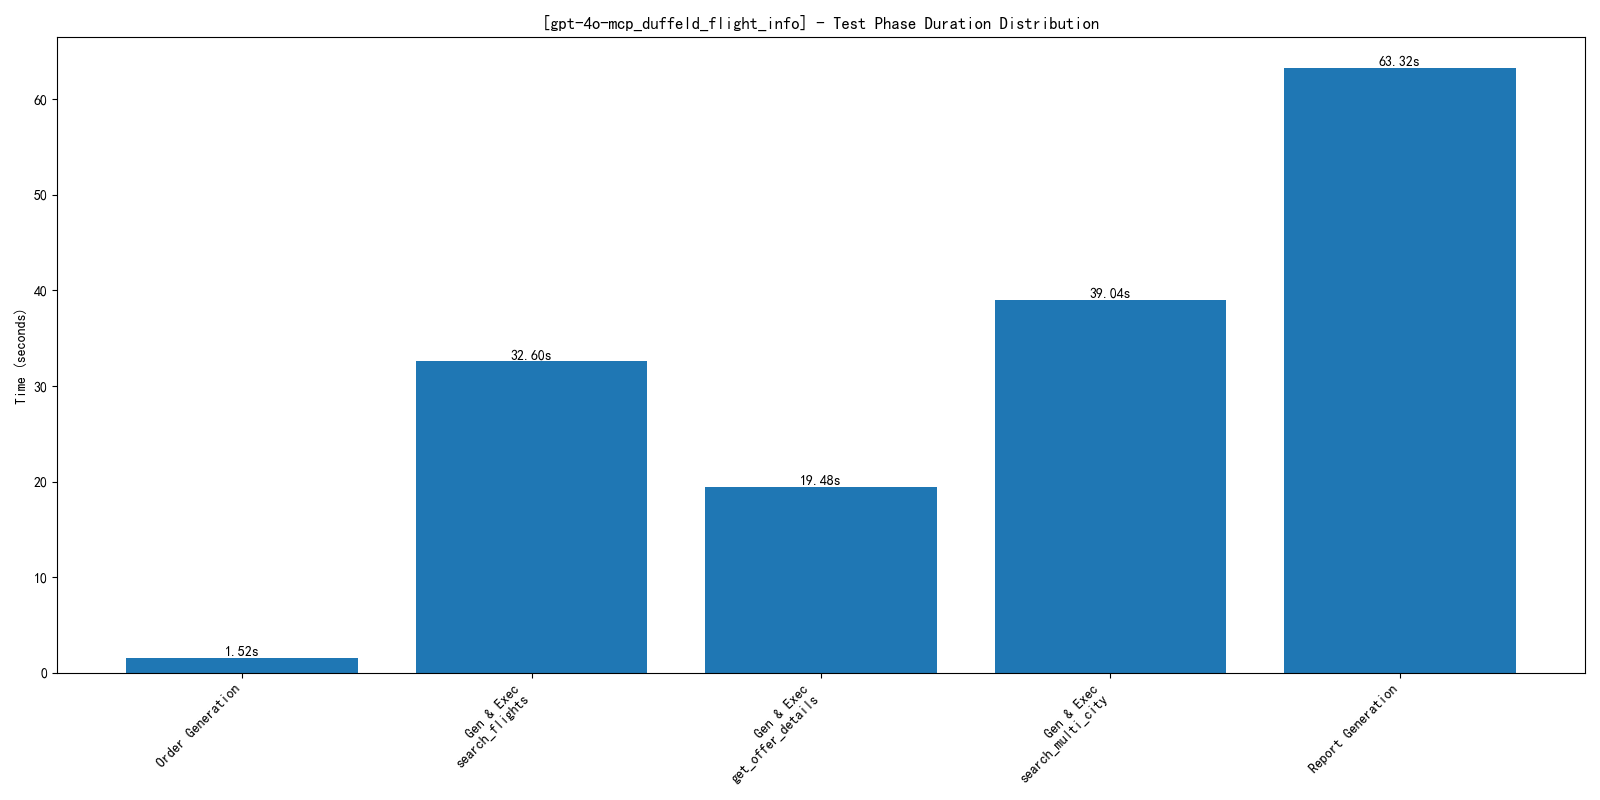 [gpt-4o-mcp_duffeld_flight_info] - Test Phase Duration Distribution
Time (seconds)
60
50
40
30
20
10
0
1.52s
32.60s
19.48s
39.04s
63.32s
Order Generation
Gen & Exec
search_flights
Gen & Exec
get_offer_details
Gen & Exec
search_multi_city
Report Generation